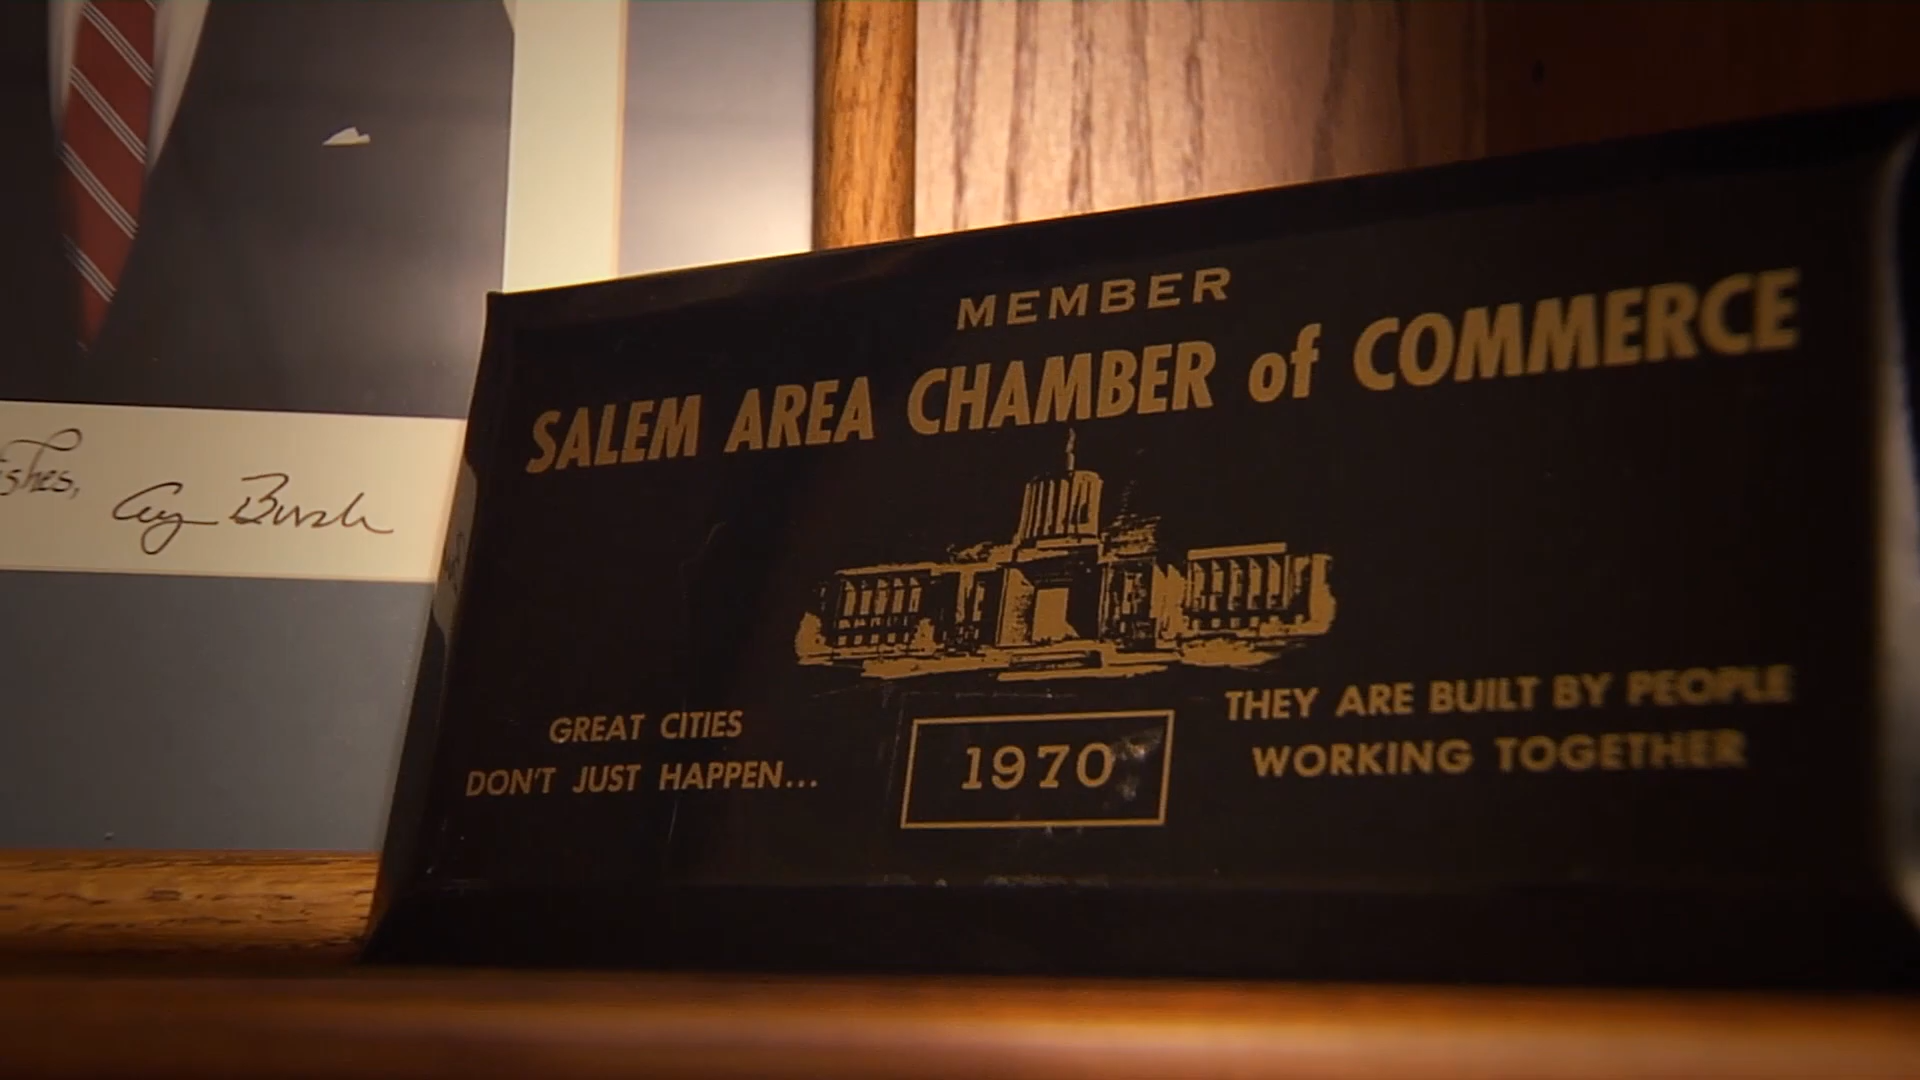 MEMBER
SALEM AREA CHAMBER of COMMERCE
GREAT CITIES
DON'T JUST HAPPEN...
1970
THEY ARE BUILT BY PEOPLE
WORKING TOGETHER
Bush